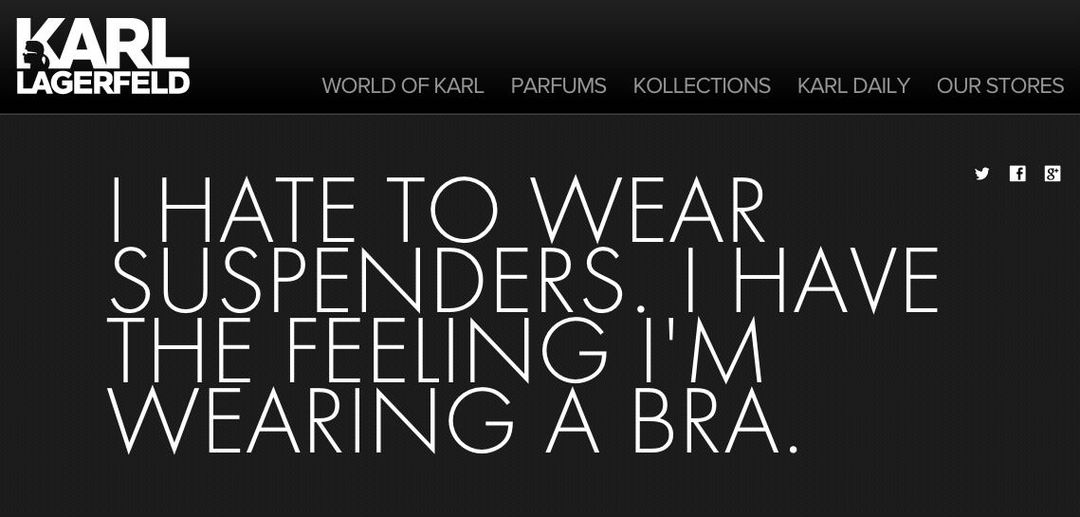 KARL
LAGERFELD
WORLD OF KARL PARFUMS KOLLECTIONS KARL DAILY OUR STORES
I HATE TO WEAR
SUSPENDERS. I HAVE
THE FEELING I'M
WEARING A BRA.